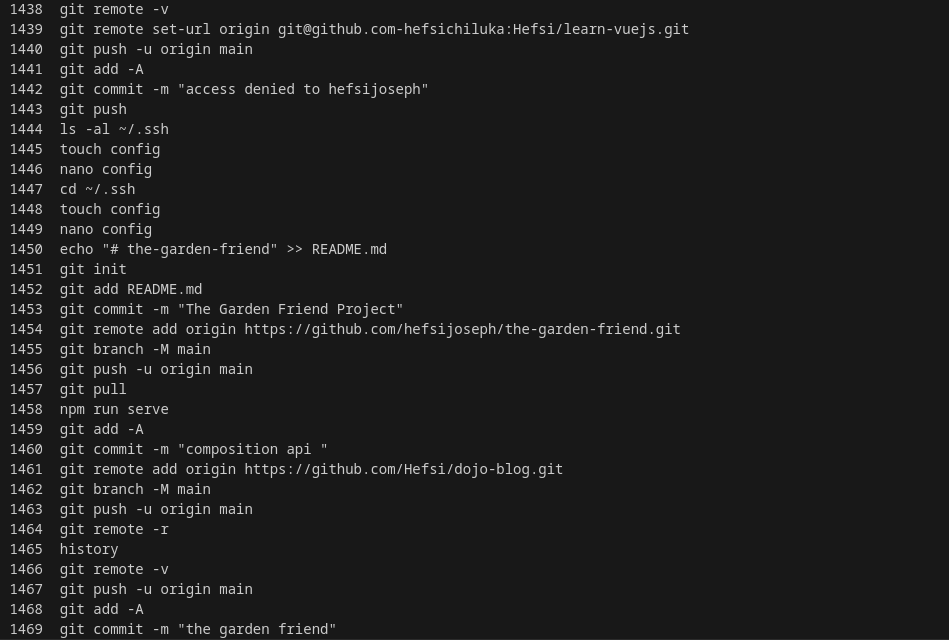 1438 git remote -v
1439 git remote set-url origin git@github.com-hefsichiluka:Hefsi/learn-vuejs.git
1440 git push -u origin main
1441 git add -A
1442 git commit -m "access denied to hefsijoseph"
1443 git push
1444 ls -al ~/.ssh
1445 touch config
1446 nano config
1447 cd ~/.ssh
1448 touch config
1449 nano config
1450 echo "# the-garden-friend" >> README.md
1451 git init
1452 git add README.md
1453 git commit -m "The Garden Friend Project"
1454 git remote add origin https://github.com/hefsijoseph/the-garden-friend.git
1455 git branch -M main
1456 git push -u origin main
1457 git pull
1458 npm run serve
1459 git add -A
1460 git commit -m "composition api "
1461 git remote add origin https://github.com/Hefsi/dojo-blog.git
1462 git branch -M main
1463 git push -u origin main
1464 git remote -r
1465 history
1466 git remote -v
1467 git push -u origin main
1468 git add -A
1469 git commit -m "the garden friend"